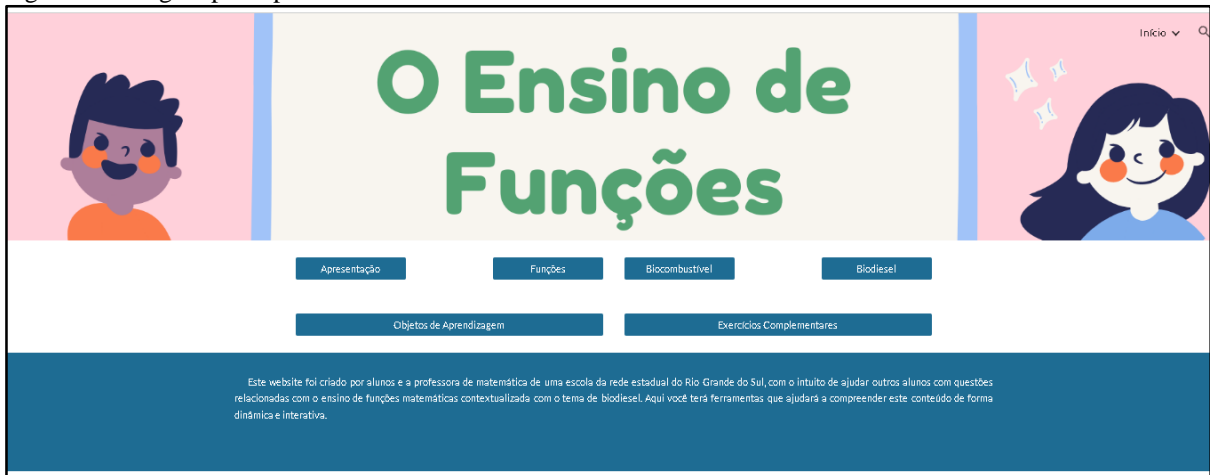 Início
O Ensino de
Funções
Apresentação
Funções
Biocombustível
Biodiesel
Objetos de Aprendizagem
Exercícios Complementares
Este website foi criado por alunos e a professora de matemática de uma escola da rede estadual do Rio Grande do Sul, com o intuito de ajudar outros alunos com questões
relacionadas com o ensino de funções matemáticas contextualizada com o tema de biodiesel. Aqui você terá ferramentas que ajudará a compreender este conteúdo de forma
dinâmica e interativa.